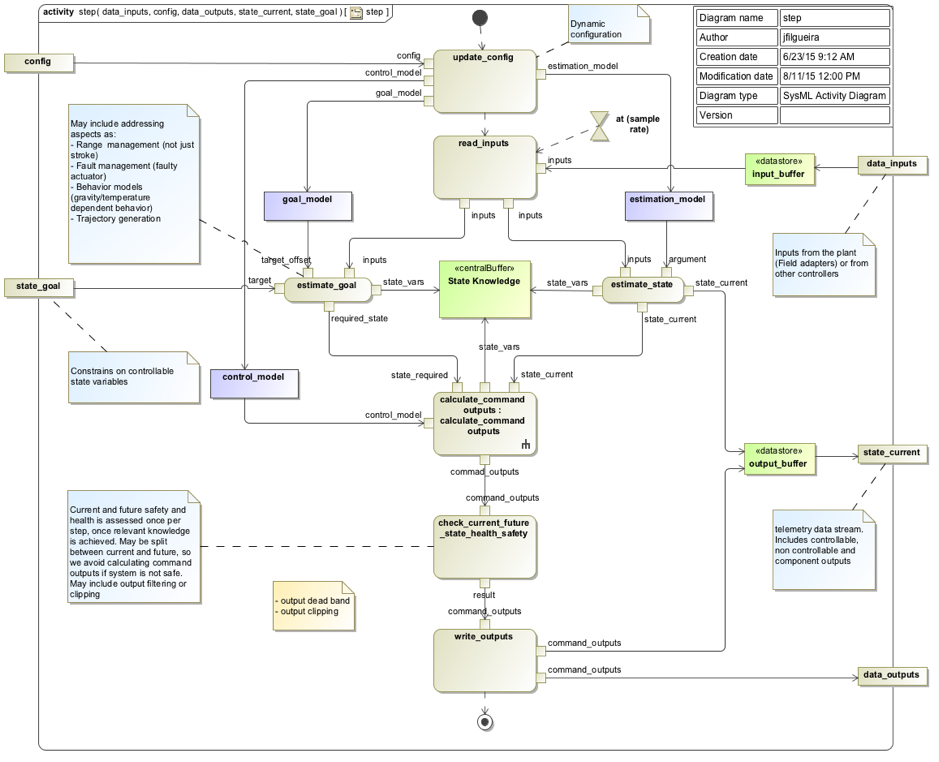 activity step( data_inputs, config, data_outputs, state_current, state_goal ) [ step ]
Diagram name step
Author jfilgueira
Creation date 6/23/15 9:12 AM
Modification date 8/11/15 12:00 PM
Diagram type SysML Activity Diagram
Version
Dynamic
configuration
config
config
update_config
estimation_model
control_model
goal_model
May include addressing
aspects as:
- Range management (not just
stroke)
- Fault management (faulty
actuator)
- Behavior models
(gravity/temperature
dependent behavior)
- Trajectory generation
at (sample
rate)
read_inputs
inputs
«datastore»
input_buffer
data_inputs
goal_model
estimation_model
inputs
inputs
Inputs from the plant
(Field adapters) or from
other controllers
target_offset
inputs
inputs
argument
«centralBuffer»
State Knowledge
state_goal
target
estimate_goal
state_vars
state_vars
estimate_state
state_current
required_state
state_current
state_vars
Constrains on controllable
state variables
control_model
state_required
state_current
control_model
calculate_command
outputs :
calculate_command
outputs
«datastore»
output_buffer
state_current
commad_outputs
command_outputs
Current and future safety and
health is assessed once per
step, once relevant knowledge
is achieved. May be split
between current and future, so
we avoid calculating command
outputs if system is not safe.
May include output filtering or
clipping
check_current_future
_state_health_safety
telemetry data stream.
Includes controllable,
non controllable and
component outputs
- output dead band
- output clipping
result
command_outputs
write_outputs
command_outputs
command_outputs
data_outputs